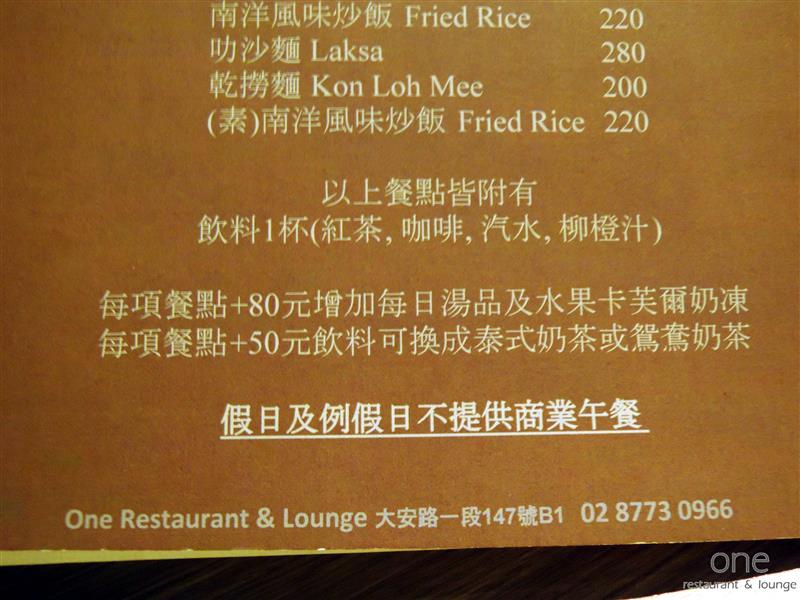 南洋風味炒飯 Fried Rice 220
叻沙麵 Laksa 280
乾撈麵 Kon Loh Mee 200
(素)南洋風味炒飯 Fried Rice 220
以上餐點皆附有
飲料1杯(紅茶, 咖啡, 汽水, 柳橙汁)
每項餐點+80元增加每日湯品及水果卡芙爾奶凍
每項餐點+50元飲料可換成泰式奶茶或鴛鴦奶茶
假日及例假日不提供商業午餐
One Restaurant & Lounge 大安路一段147號B1 02 8773 0966
one
restaurant & lounge